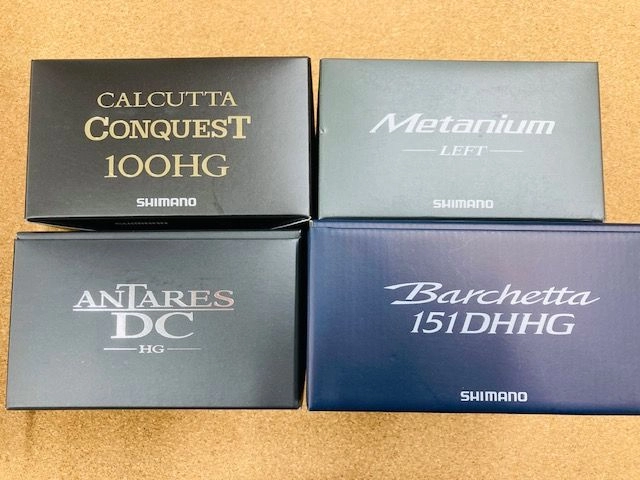 CALCUTTA
CONQUEST
100HG
SHIMANO
Metanium
LEFT
SHIMANO
ANTARES
DC
HG
Barchetta
151DHHG
SHIMANO